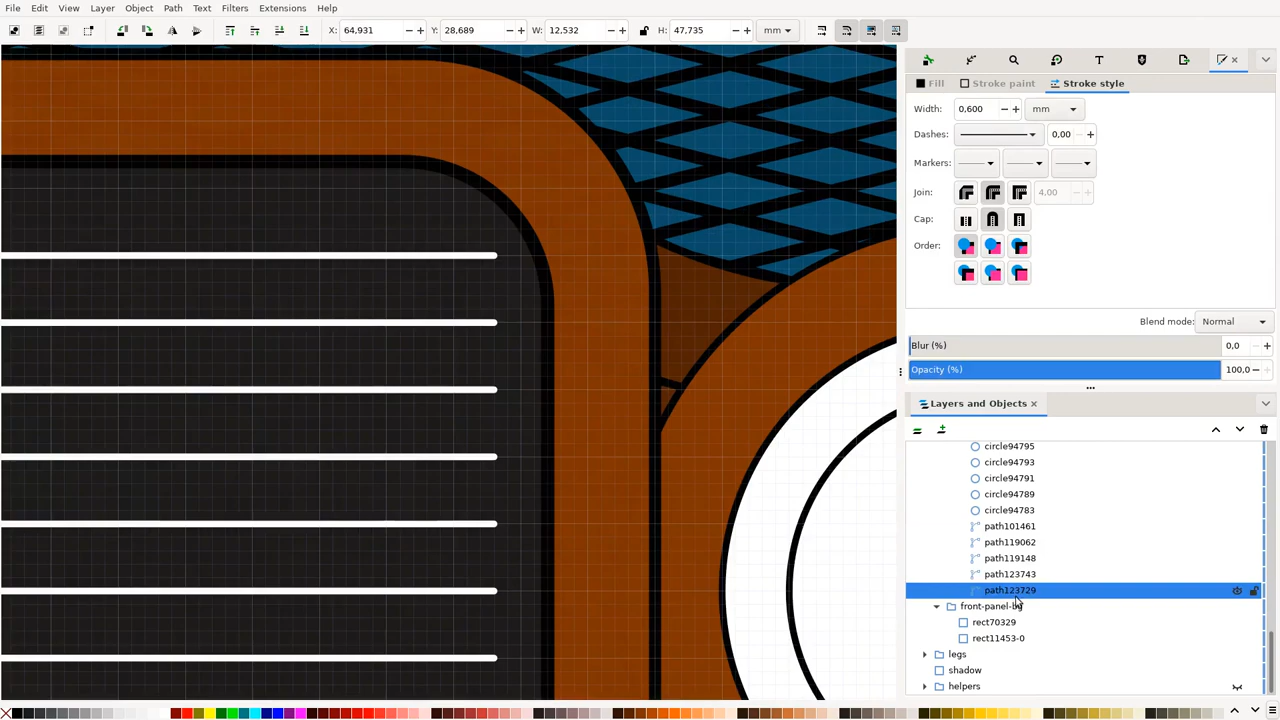 File Edit View Layer Object Path Text Filters Extensions Help
X: 64,931 Y: 28,689 W: 12,532 H: 47,735 mm
Fill Stroke paint Stroke style
Width: 0,600 mm
Dashes: 0,00
Markers:
Join: 4,00
Cap:
Order:
Blend mode: Normal
Blur (%) 0,0
Opacity (%) 100,0
Layers and Objects
circle94795
circle94793
circle94791
circle94789
circle94783
path101461
path119062
path119148
path123743
path123729
front-panel-bg
rect70329
rect11453-0
legs
shadow
helpers